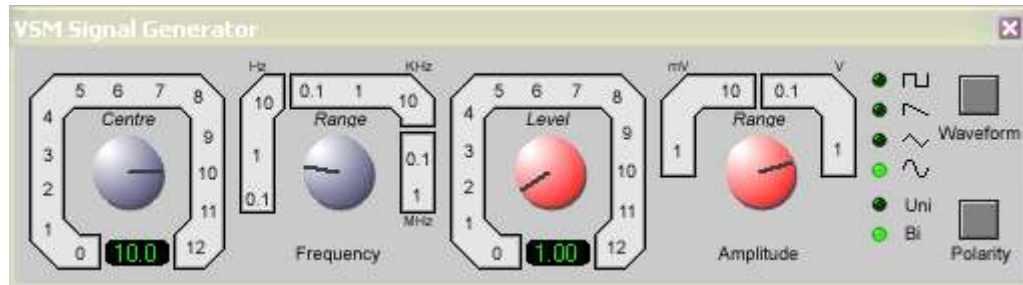 VSM Signal Generator
Hz KHz mV V
5 6 7 8 10 0.1 1 10 5 6 7 8 10 0.1
4 Centre Range 4 Level Range
9 9 Waveform
3 1 0.1 3 1 1
10 10
2 0.1 1 2
11 MHz 11 Uni
1 1
0 10.0 12 Frequency 0 1.00 12 Amplitude Bi Polarity